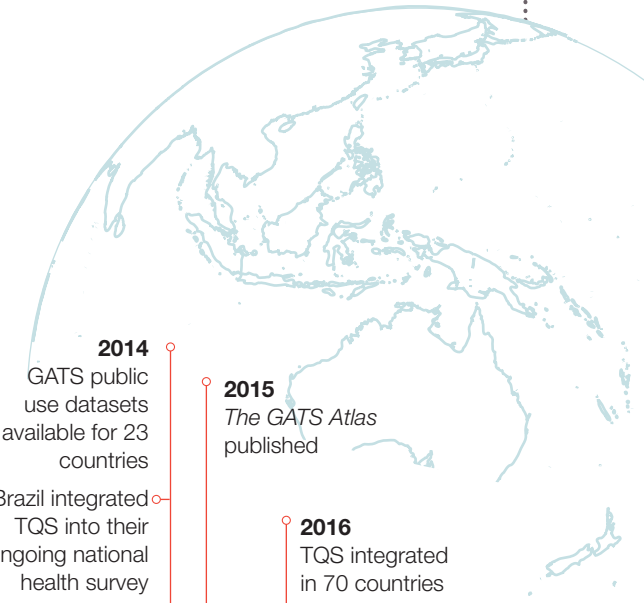 2014
GATS public
use datasets
available for 23
countries
Brazil integrated
TQS into their
ngoing national
health survey
2015
The GATS Atlas
published
2016
TQS integrated
in 70 countries